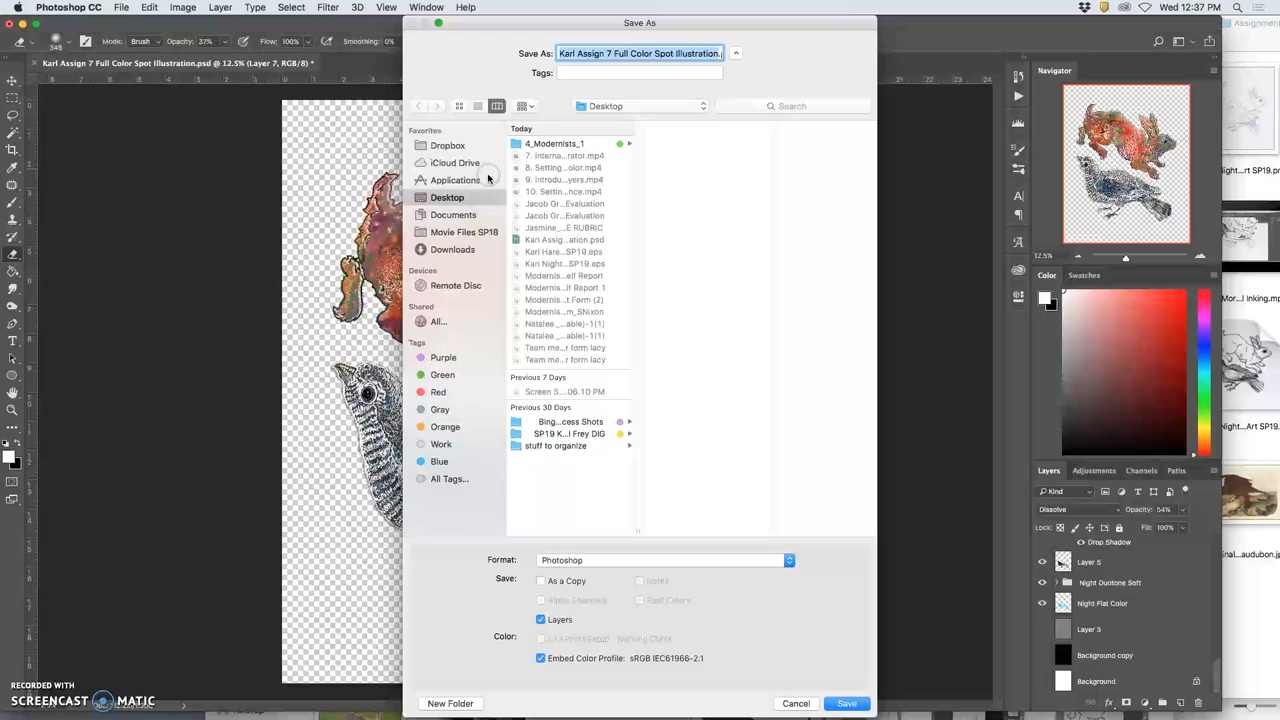 Photoshop CC File Edit Image Layer Type Select Filter 3D View Window Help Wed 12:37 PM
348 Mode: Brush Opacity: 37% Flow: 100% Smoothing: 0%
Karl Assign 7 Full Color Spot Illustration.psd @ 12.5% (Layer 7, RGB/8) *
Save As
Save As: Karl Assign 7 Full Color Spot Illustration.
Tags:
Desktop
Search
Favorites
Dropbox
iCloud Drive
Applications
Desktop
Documents
Movie Files SP18
Downloads
Devices
Remote Disc
Shared
All...
Tags
Purple
Green
Red
Gray
Orange
Work
Blue
All Tags...
Today
4_Modernists_1
7. Interna...rator.mp4
8. Setting...olor.mp4
9. Introdu...yers.mp4
10. Settin...nce.mp4
Jacob Gr...Evaluation
Jacob Gr...Evaluation
Jasmine_...E RUBRIC
Karl Assig...ation.psd
Karl Hare...SP19.eps
Karl Night...SP19.eps
Modernis...elf Report
Modernis...lf Report 1
Modernis...t Form (2)
Modernis...m_SNixon
Natalee _...able)-1(1)
Natalee _...able)-1(1)
Team me...r form lacy
Team me...r form lacy
Previous 7 Days
Screen S...06.10 PM
Previous 30 Days
Bing...cess Shots
SP19 K...l Frey DIG
stuff to organize
Format: Photoshop
Save: As a Copy Notes
Alpha Channels Spot Colors
Layers
Color: Use Proof Setup: Working CMYK
Embed Color Profile: sRGB IEC61966-2.1
New Folder Cancel Save
Navigator
12.5%
Color Swatches
Layers Adjustments Channels Paths
Kind
Dissolve Opacity: 54%
Lock: Fill: 100%
Drop Shadow
Layer 5
Night Duotone Soft
Night Flat Color
Layer 3
Background copy
Background
Assignment
RECORDED WITH
SCREENCAST MATIC